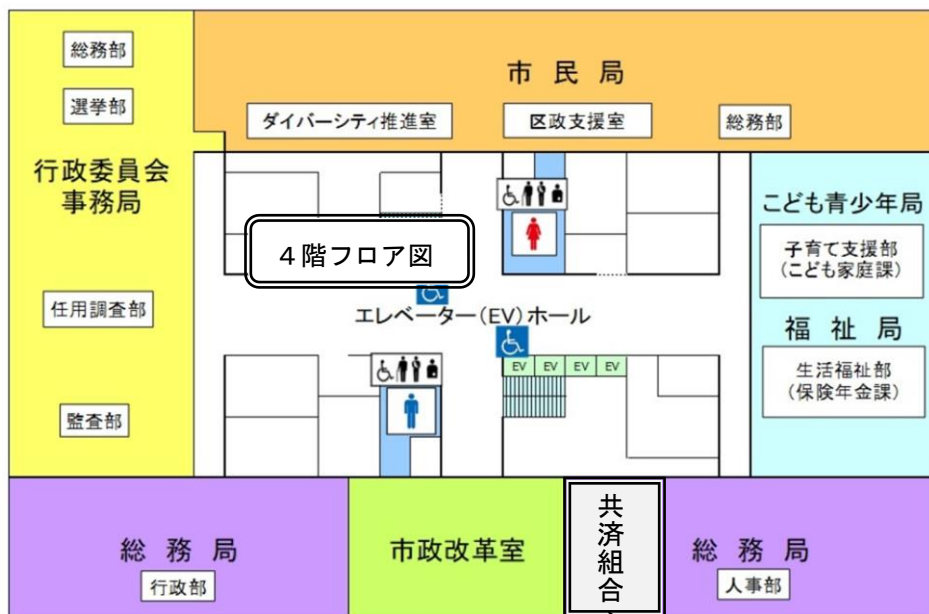 総務部
選挙部
行政委員会
事務局
任用調査部
監査部
市民局
ダイバーシティ推進室
区政支援室
総務部
4階フロア図
エレベーター(EV)ホール
EV EV EV EV
こども青少年局
子育て支援部
(こども家庭課)
福祉局
生活福祉部
(保険年金課)
総務局
行政部
市政改革室
共済組合
総務局
人事部